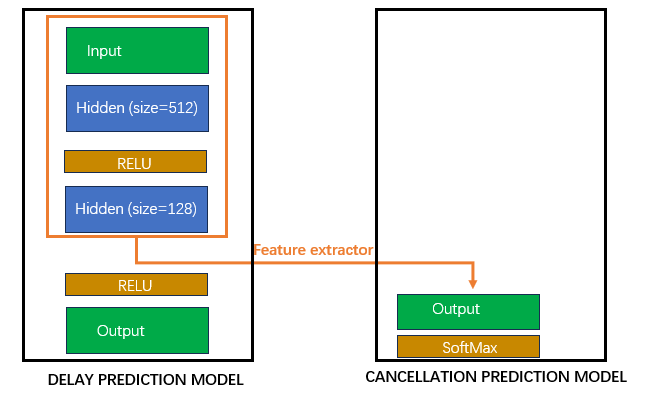 Input
Hidden (size=512)
RELU
Hidden (size=128)
Feature extractor
RELU
Output
DELAY PREDICTION MODEL
Output
SoftMax
CANCELLATION PREDICTION MODEL